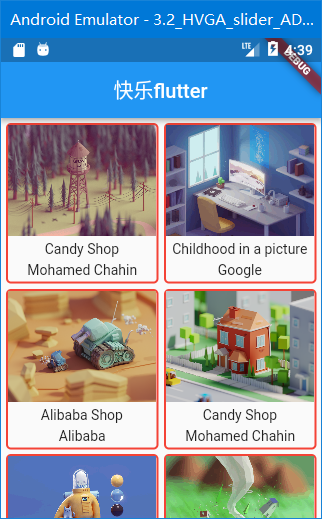 Android Emulator - 3.2_HVGA_slider_AD...
LTE
4:39
DEBUG
快乐flutter
Candy Shop
Mohamed Chahin
Childhood in a picture
Google
Alibaba Shop
Alibaba
Candy Shop
Mohamed Chahin